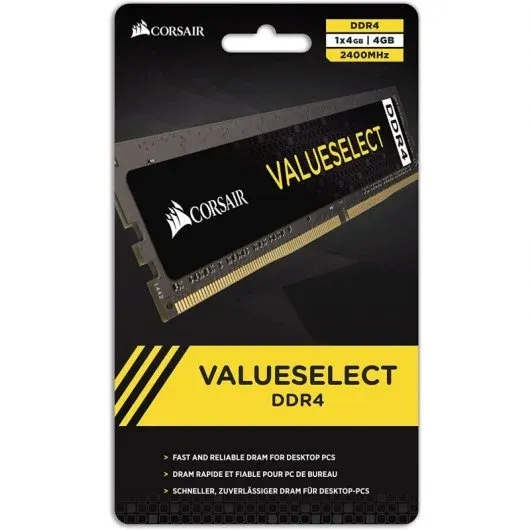 CORSAIR
DDR4
1x4GB | 4GB
2400MHz
VALUESELECT
DDR4
CORSAIR
VALUESELECT
DDR4
> FAST AND RELIABLE DRAM FOR DESKTOP PCS
> DRAM RAPIDE ET FIABLE POUR PC DE BUREAU
> SCHNELLER, ZUVERLÄSSIGER DRAM FÜR DESKTOP-PCS